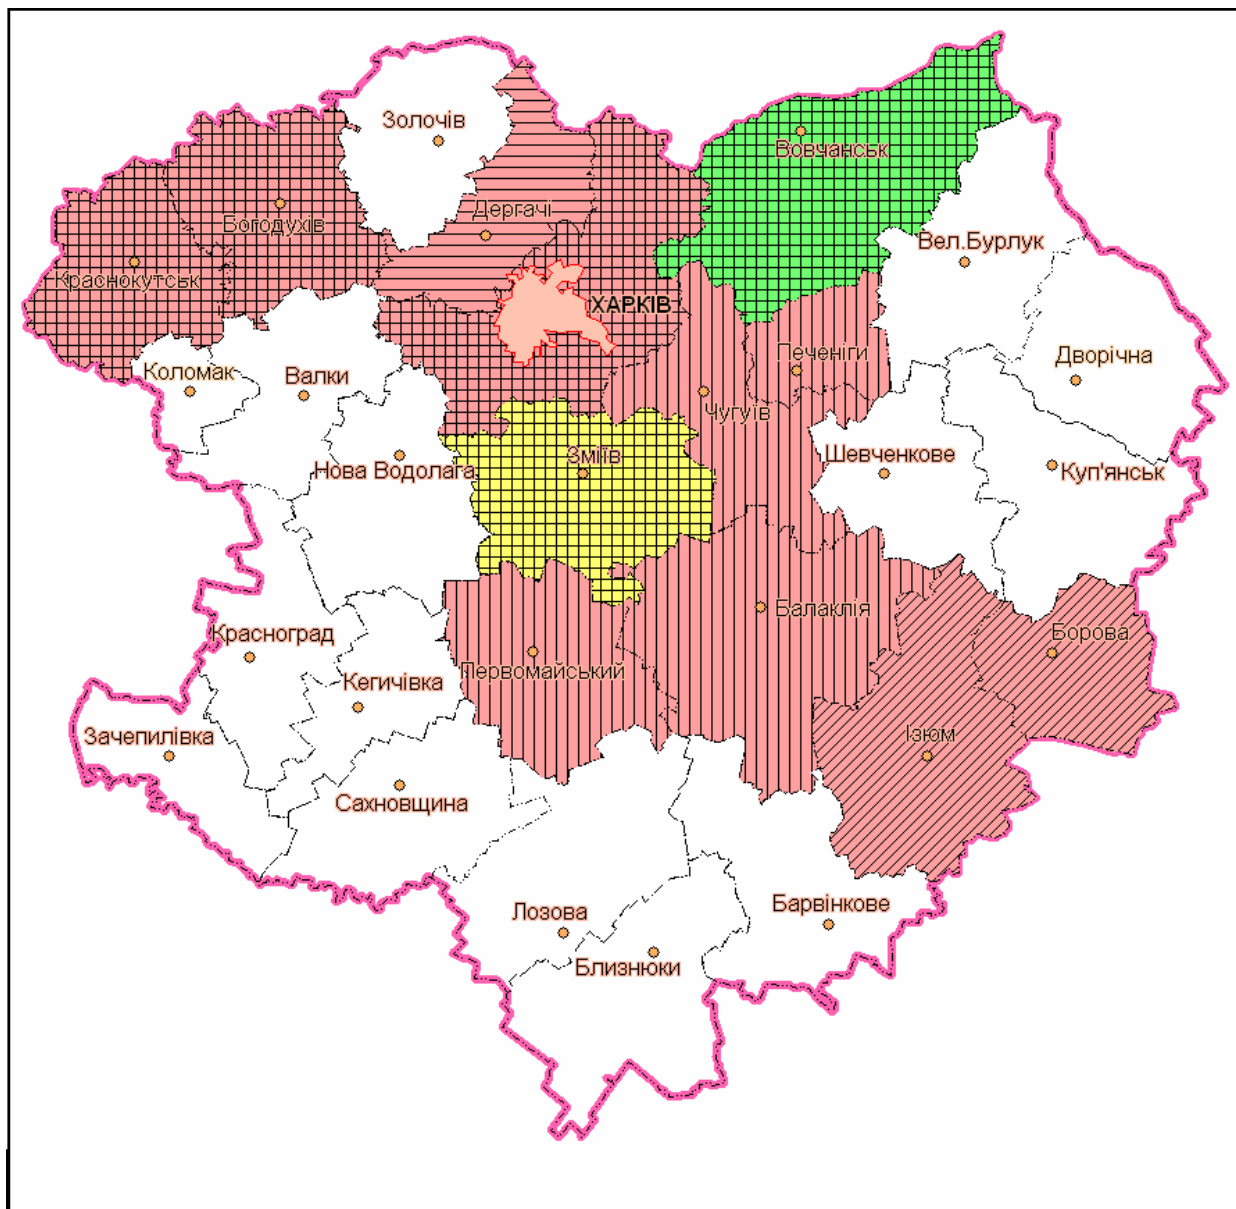 Золочів
Вовчанськ
Дергачі
Богодухів
Вел.Бурлук
Краснокутськ
ХАРКІВ
Печеніги
Дворічна
Коломак
Валки
Чугуїв
Зміїв
Шевченкове
Нова Водолага
Куп'янськ
Балаклія
Красноград
Борова
Первомайський
Кегичівка
Зачепилівка
Ізюм
Сахновщина
Барвінкове
Лозова
Близнюки